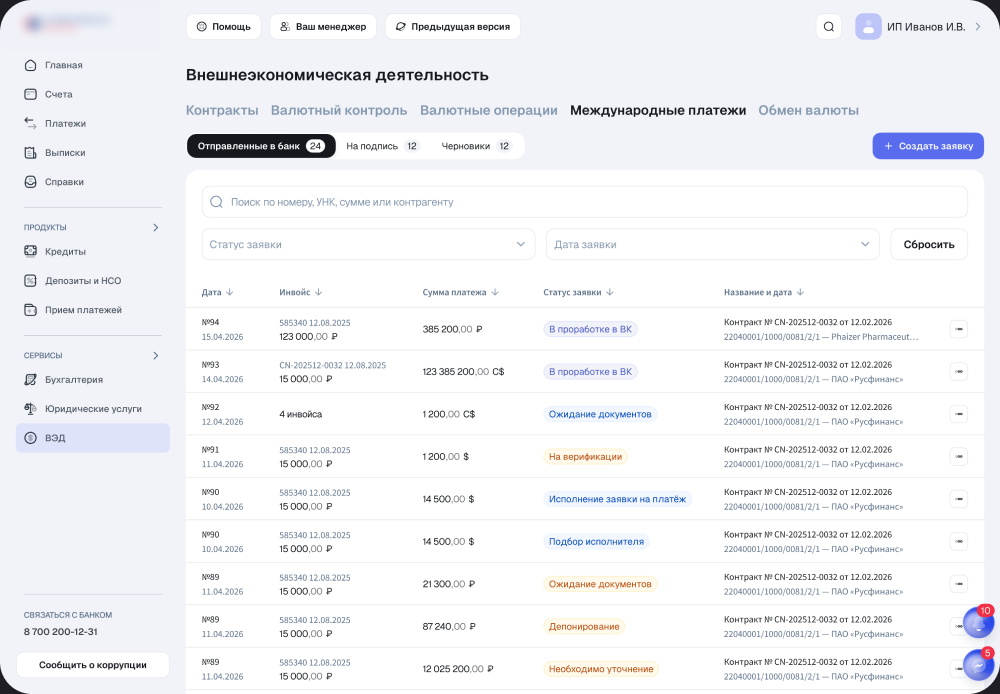 Помощь
Ваш менеджер
Предыдущая версия
ИП Иванов И.В.
Главная
Счета
Платежи
Выписки
Справки
ПРОДУКТЫ
Кредиты
Депозиты и НСО
Прием платежей
СЕРВИСЫ
Бухгалтерия
Юридические услуги
ВЭД
СВЯЗАТЬСЯ С БАНКОМ
8 700 200-12-31
Сообщить о коррупции
Внешнеэкономическая деятельность
Контракты Валютный контроль Валютные операции Международные платежи Обмен валюты
Отправленные в банк 24 На подпись 12 Черновики 12
+ Создать заявку
Поиск по номеру, УНК, сумме или контрагенту
Статус заявки Дата заявки Сбросить
Дата Инвойс Сумма платежа Статус заявки Название и дата
№94 585340 12.08.2025 385 200,00 ₽ В проработке в ВК Контракт № CN-202512-0032 от 12.02.2026
15.04.2026 123 000,00 ₽ 22040001/1000/0081/2/1 — Phaizer Pharmaceut...
№93 CN-202512-0032 12.08.2025 123 385 200,00 C$ В проработке в ВК Контракт № CN-202512-0032 от 12.02.2026
14.04.2026 15 000,00 ₽ 22040001/1000/0081/2/1 — ПАО «Русфинанс»
№92 4 инвойса 1 200,00 C$ Ожидание документов Контракт № CN-202512-0032 от 12.02.2026
12.04.2026 22040001/1000/0081/2/1 — ПАО «Русфинанс»
№91 585340 12.08.2025 1 200,00 $ На верификации Контракт № CN-202512-0032 от 12.02.2026
11.04.2026 15 000,00 ₽ 22040001/1000/0081/2/1 — ПАО «Русфинанс»
№90 585340 12.08.2025 14 500,00 $ Исполнение заявки на платёж Контракт № CN-202512-0032 от 12.02.2026
10.04.2026 15 000,00 ₽ 22040001/1000/0081/2/1 — ПАО «Русфинанс»
№90 585340 12.08.2025 14 500,00 $ Подбор исполнителя Контракт № CN-202512-0032 от 12.02.2026
10.04.2026 15 000,00 ₽ 22040001/1000/0081/2/1 — ПАО «Русфинанс»
№89 585340 12.08.2025 21 300,00 ₽ Ожидание документов Контракт № CN-202512-0032 от 12.02.2026
11.04.2026 15 000,00 ₽ 22040001/1000/0081/2/1 — ПАО «Русфинанс»
№89 585340 12.08.2025 87 240,00 ₽ Депонирование Контракт № CN-202512-0032 от 12.02.2026
11.04.2026 15 000,00 ₽ 22040001/1000/0081/2/1 — ПАО «Русфинанс»
№89 585340 12.08.2025 12 025 200,00 ₽ Необходимо уточнение Контракт № CN-202512-0032 от 12.02.2026
11.04.2026 15 000,00 ₽ 22040001/1000/0081/2/1 — ПАО «Русфинанс»
10
5